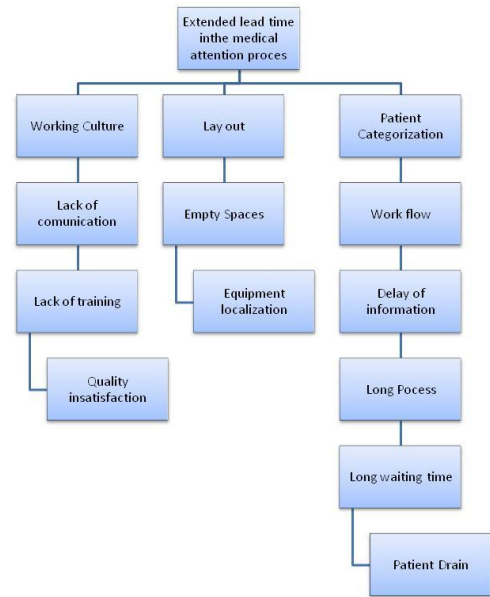 Extended lead time
inthe medical
attention proces
Working Culture
Lay out
Patient
Categorization
Lack of
comunication
Empty Spaces
Work flow
Lack of training
Equipment
localization
Delay of
information
Quality
insatisfaction
Long Pocess
Long waiting time
Patient Drain